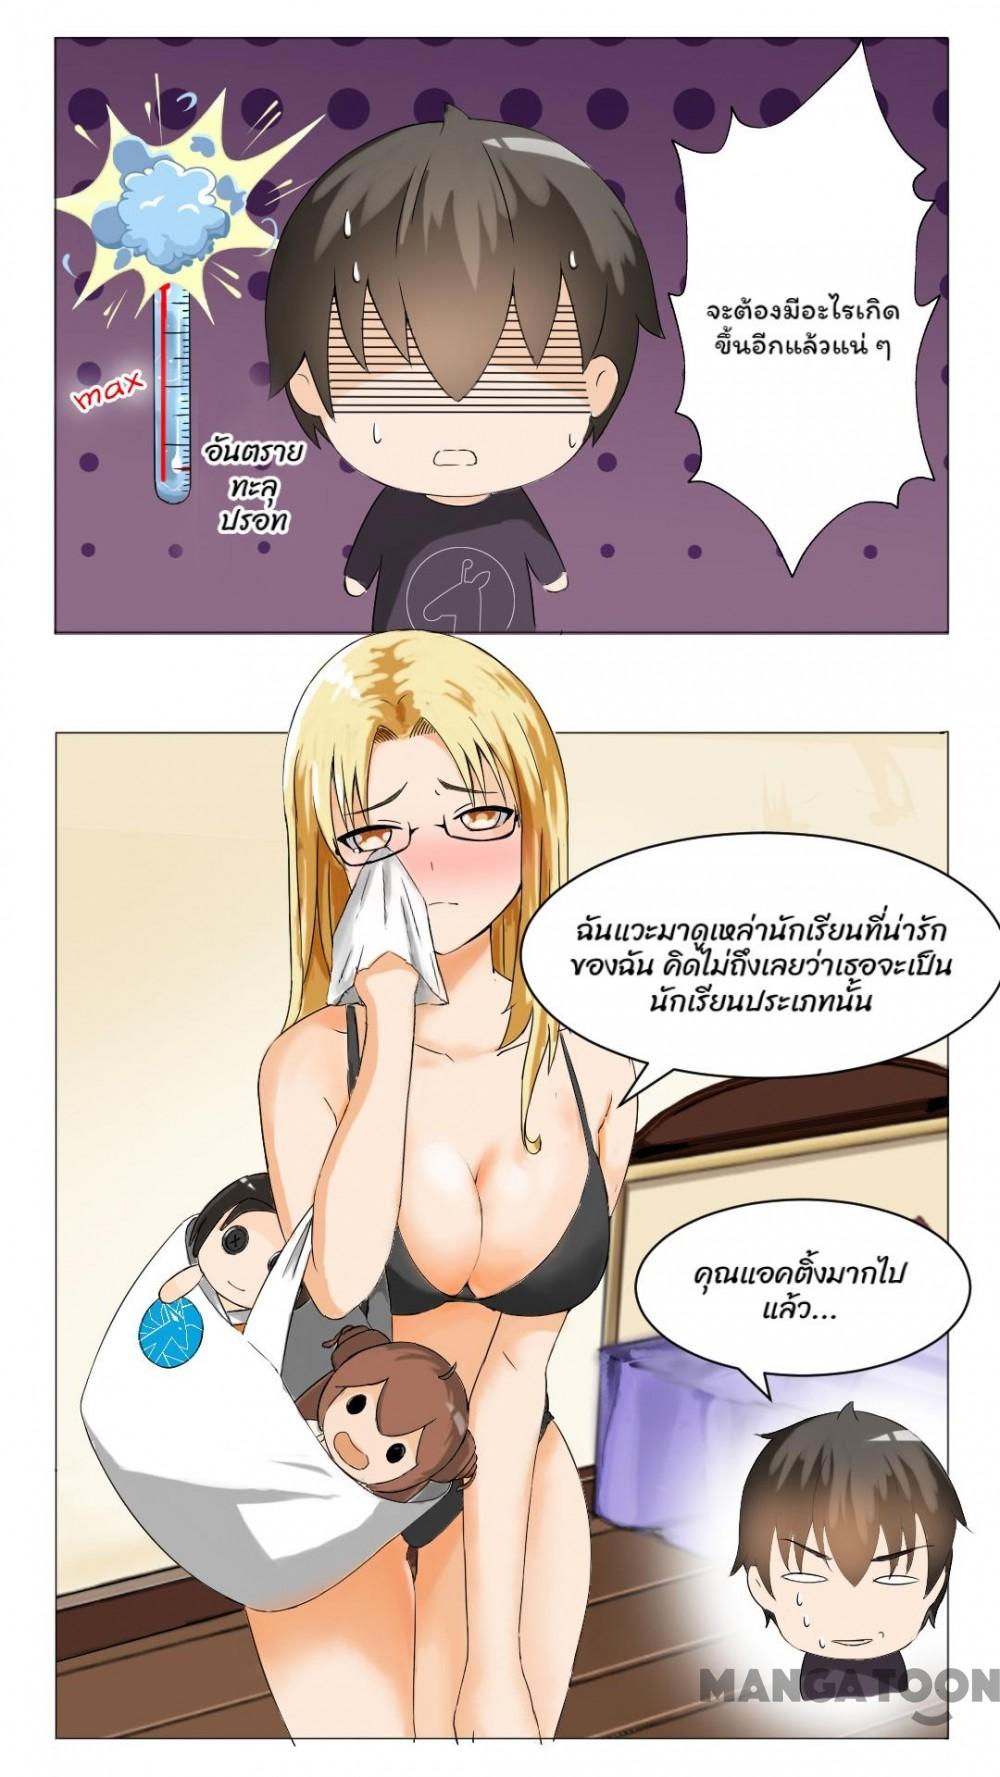 จะต้องมีอะไรเกิด
ขึ้นอีกแล้วแน่ ๆ
max
อันตราย
ทะลุ
ปรอท
ฉันแวะมาดูเหล่านักเรียนที่น่ารัก
ของฉัน คิดไม่ถึงเลยว่าเธอจะเป็น
นักเรียนประเภทนั้น
คุณแอคติ้งมากไป
แล้ว...
MANGATOON